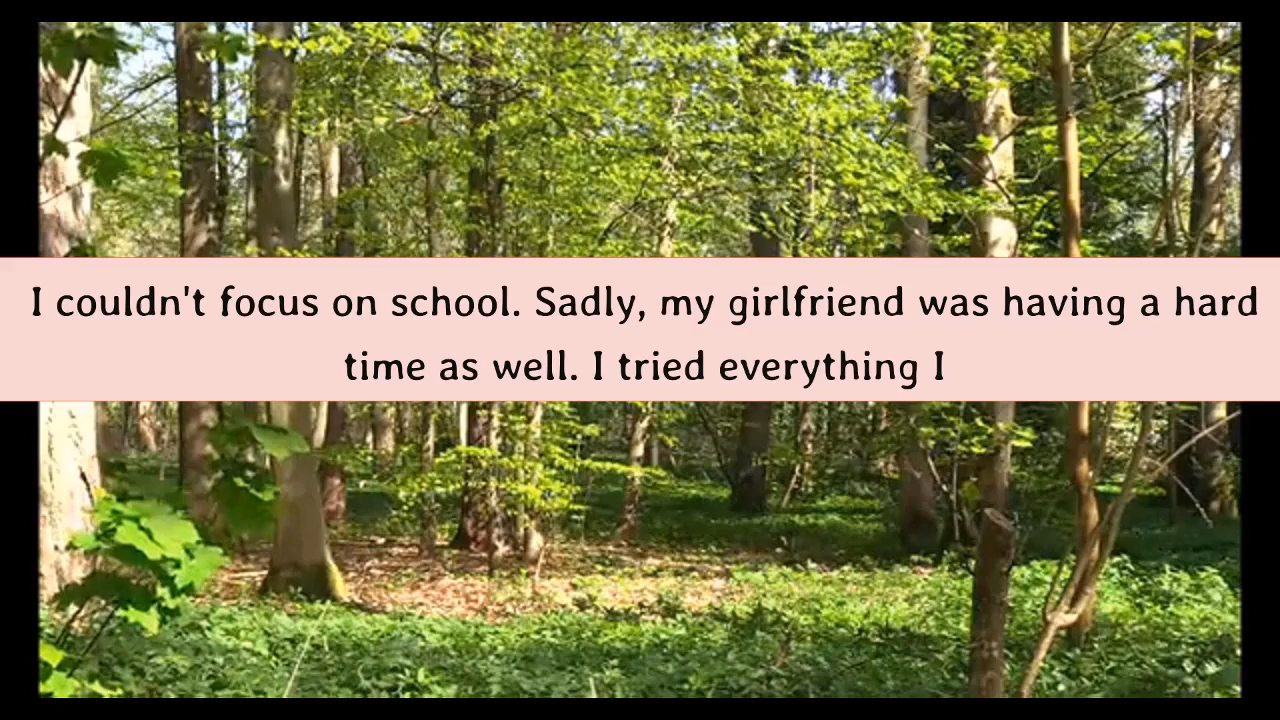 I couldn't focus on school. Sadly, my girlfriend was having a hard
time as well. I tried everything I